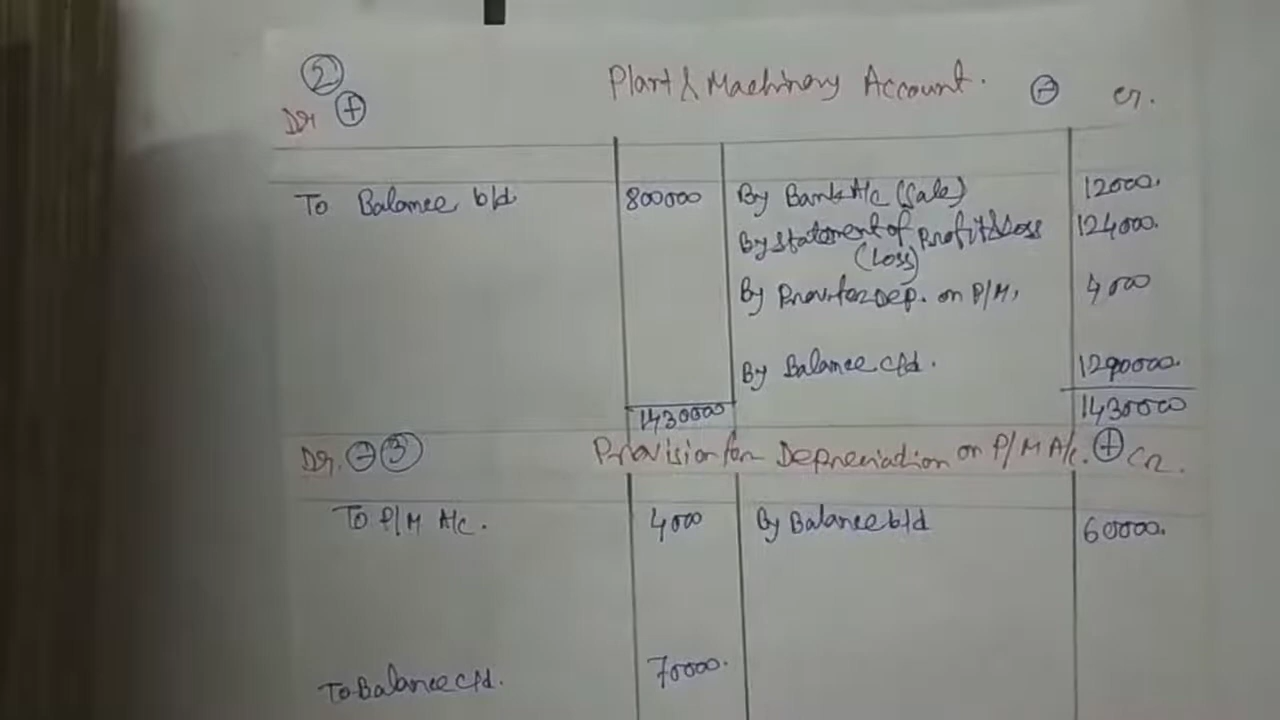 ② Plant & Machinery Account. ⊖ Cr.
Dr. ⊕
To Balance b/d 800000 By Bank A/c (Sale) 12000.
By Statement of Profit & Loss 124000.
(Loss)
By Prov. for Dep. on P/M, 4000
By Balance c/d. 1290000.
1430000 1430000
Dr. ⊖ ③ Provision for Depreciation on P/M A/c. ⊕ Cr.
To P/M A/c. 4000 By Balance b/d 60000.
To Balance c/d. 70000.